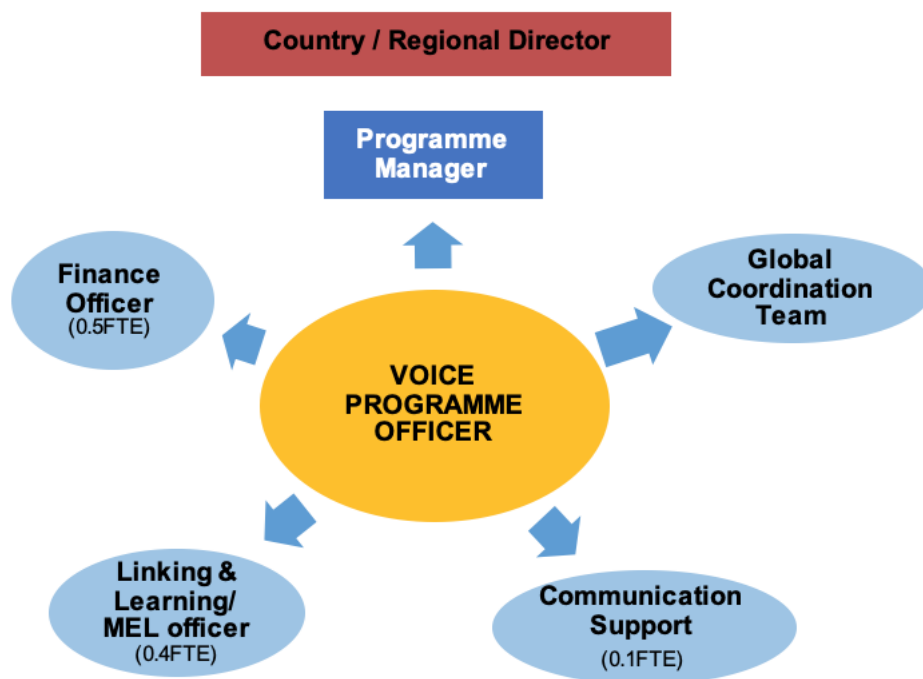 Country / Regional Director
Programme
Manager
Finance
Officer
(0.5FTE)
Global
Coordination
Team
VOICE
PROGRAMME
OFFICER
Linking &
Learning/
MEL officer
(0.4FTE)
Communication
Support
(0.1FTE)